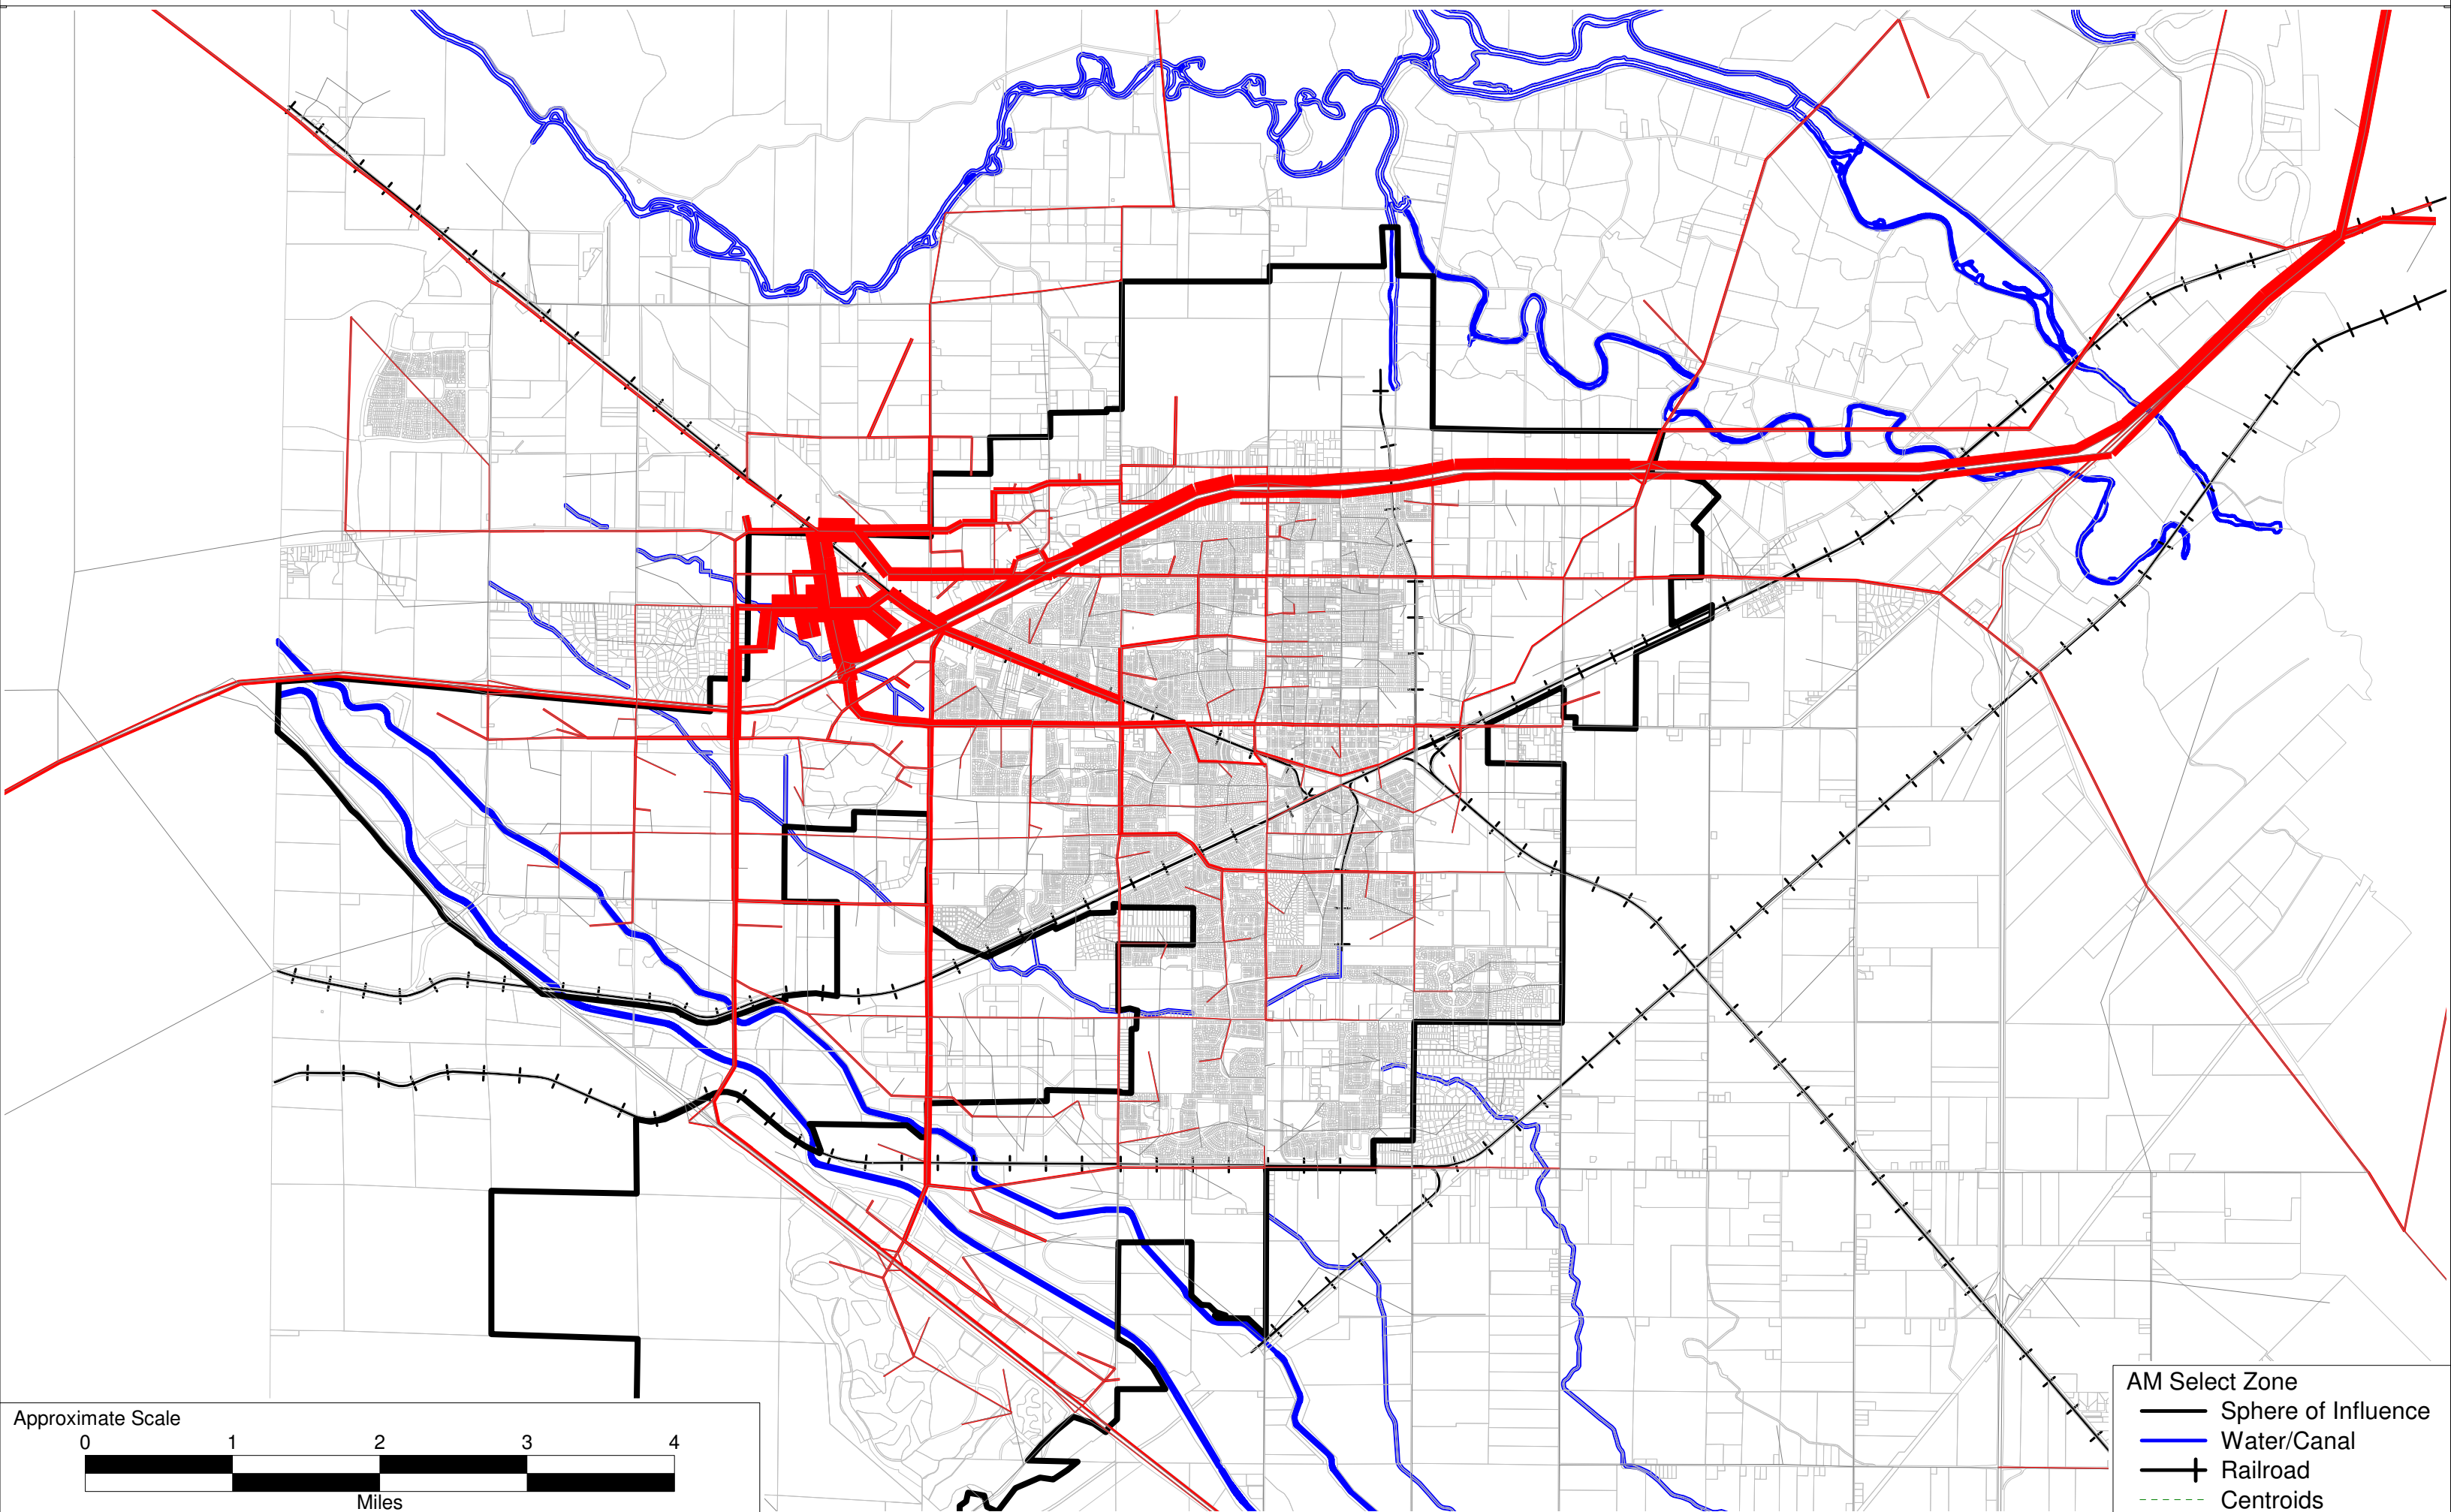 Approximate Scale
0 1 2 3 4
Miles
AM Select Zone
Sphere of Influence
Water/Canal
Railroad
Centroids